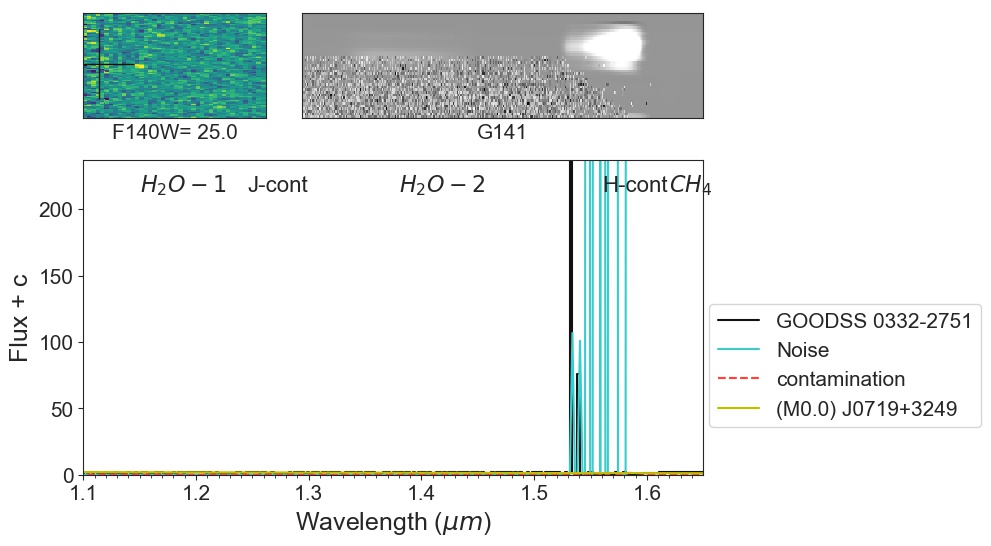 F140W= 25.0
G141
H₂O − 1
J-cont
H₂O − 2
H-cont
CH₄
200
150
100
50
0
Flux + c
1.1
1.2
1.3
1.4
1.5
1.6
Wavelength (μm)
GOODSS 0332-2751
Noise
contamination
(M0.0) J0719+3249